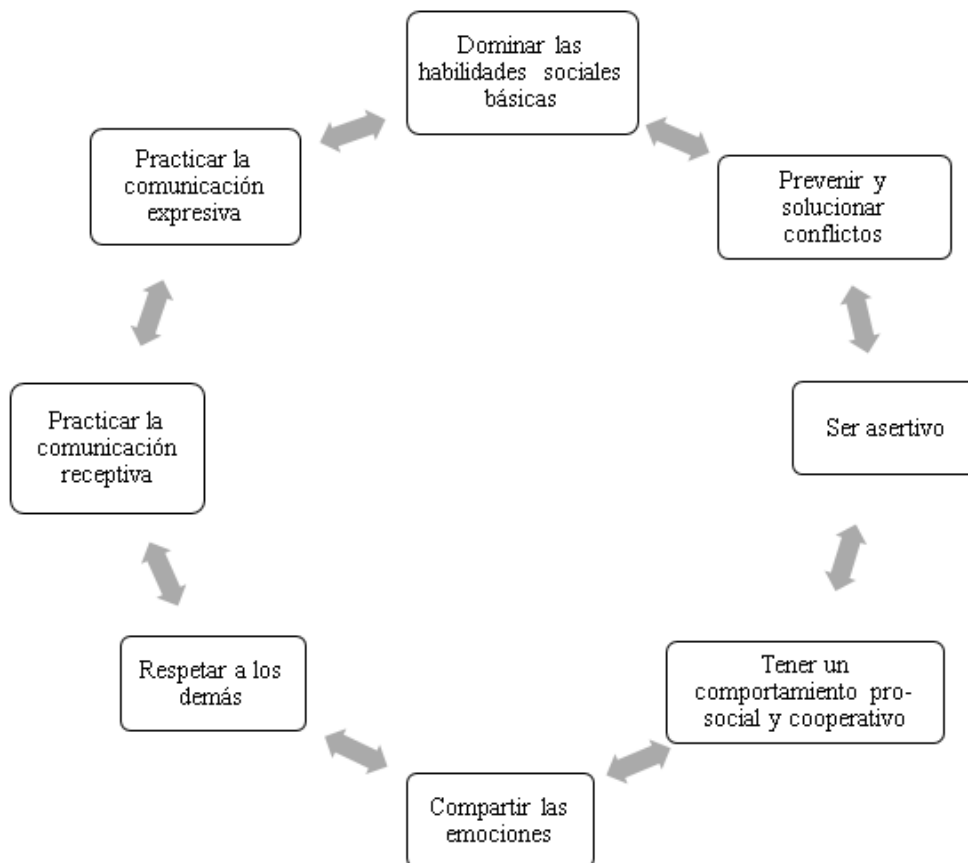 Dominar las
habilidades sociales
básicas
Prevenir y
solucionar
conflictos
Ser asertivo
Tener un
comportamiento pro-
social y cooperativo
Compartir las
emociones
Respetar a los
demás
Practicar la
comunicación
receptiva
Practicar la
comunicación
expresiva